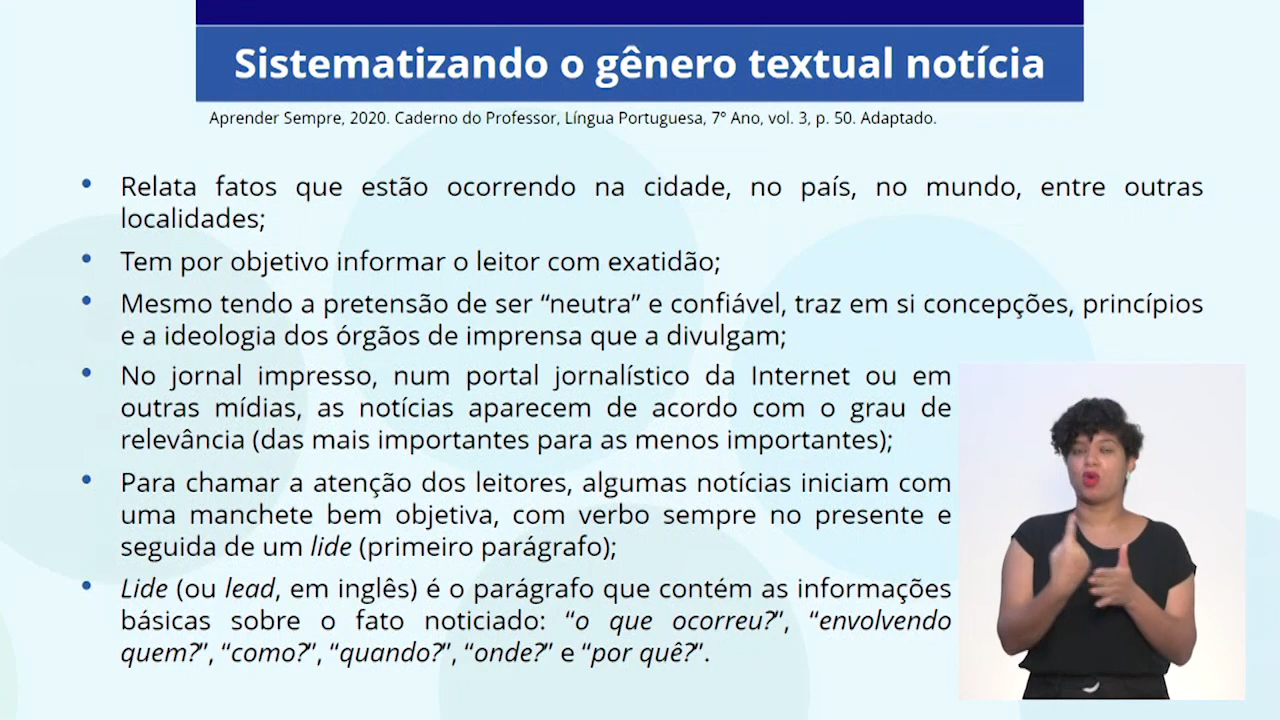 Sistematizando o gênero textual notícia
Aprender Sempre, 2020. Caderno do Professor, Língua Portuguesa, 7º Ano, vol. 3, p. 50. Adaptado.
• Relata fatos que estão ocorrendo na cidade, no país, no mundo, entre outras
localidades;
• Tem por objetivo informar o leitor com exatidão;
• Mesmo tendo a pretensão de ser “neutra” e confiável, traz em si concepções, princípios
e a ideologia dos órgãos de imprensa que a divulgam;
• No jornal impresso, num portal jornalístico da Internet ou em
outras mídias, as notícias aparecem de acordo com o grau de
relevância (das mais importantes para as menos importantes);
• Para chamar a atenção dos leitores, algumas notícias iniciam com
uma manchete bem objetiva, com verbo sempre no presente e
seguida de um lide (primeiro parágrafo);
• Lide (ou lead, em inglês) é o parágrafo que contém as informações
básicas sobre o fato noticiado: “o que ocorreu?”, “envolvendo
quem?”, “como?”, “quando?”, “onde?” e “por quê?”.